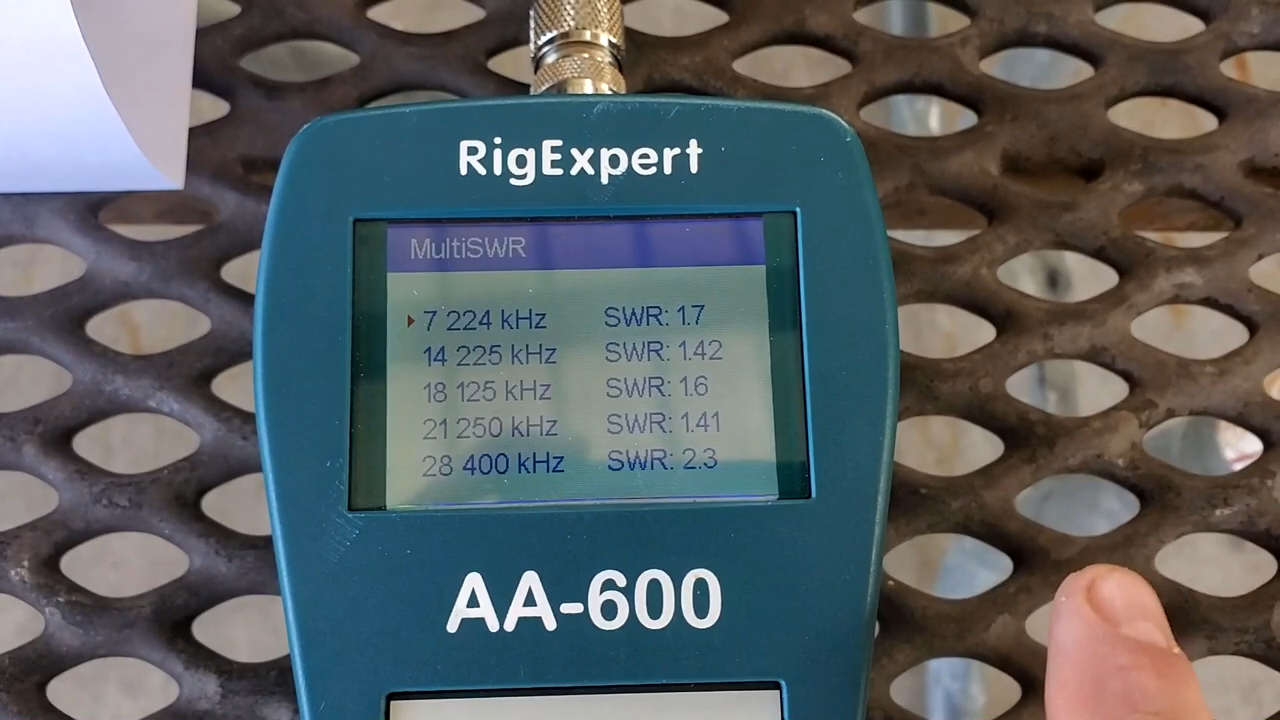 RigExpert
MultiSWR
7 224 kHz SWR: 1.7
14 225 kHz SWR: 1.42
18 125 kHz SWR: 1.6
21 250 kHz SWR: 1.41
28 400 kHz SWR: 2.3
AA-600